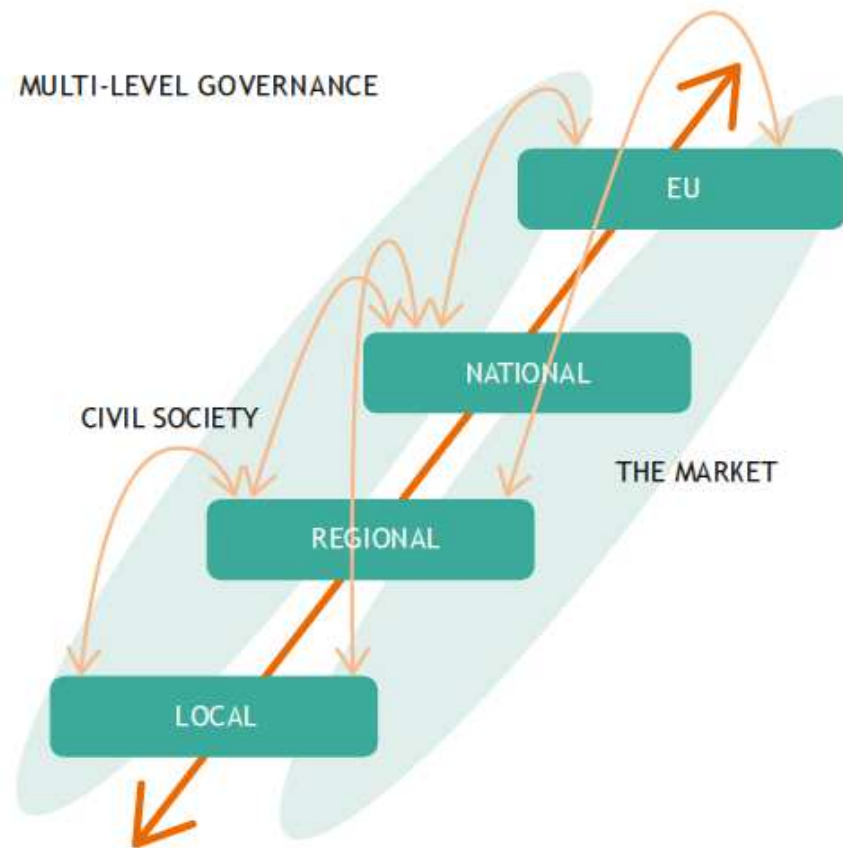 MULTI-LEVEL GOVERNANCE
EU
NATIONAL
CIVIL SOCIETY
THE MARKET
REGIONAL
LOCAL